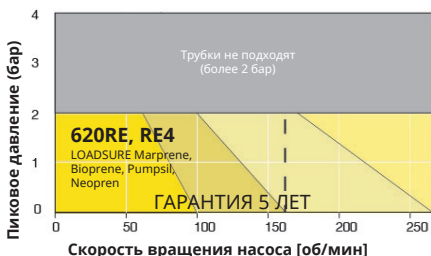 Пиковое давление (бар)
4
3
2
1
0
Трубки не подходят
(более 2 бар)
620RE, RE4
LOADSURE Marprene,
Bioprene, Pumpsil,
Neopren
ГАРАНТИЯ 5 ЛЕТ
0 50 100 150 200 250
Скорость вращения насоса [об/мин]